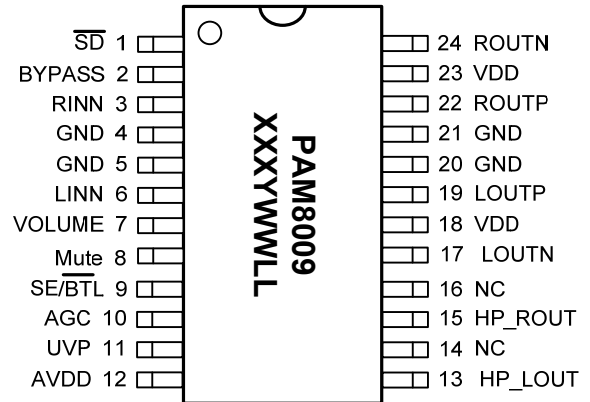 SD 1
BYPASS 2
RINN 3
GND 4
GND 5
LINN 6
VOLUME 7
Mute 8
SE/BTL 9
AGC 10
UVP 11
AVDD 12
PAM8009
XXXYWWLL
24 ROUTN
23 VDD
22 ROUTP
21 GND
20 GND
19 LOUTP
18 VDD
17 LOUTN
16 NC
15 HP_ROUT
14 NC
13 HP_LOUT